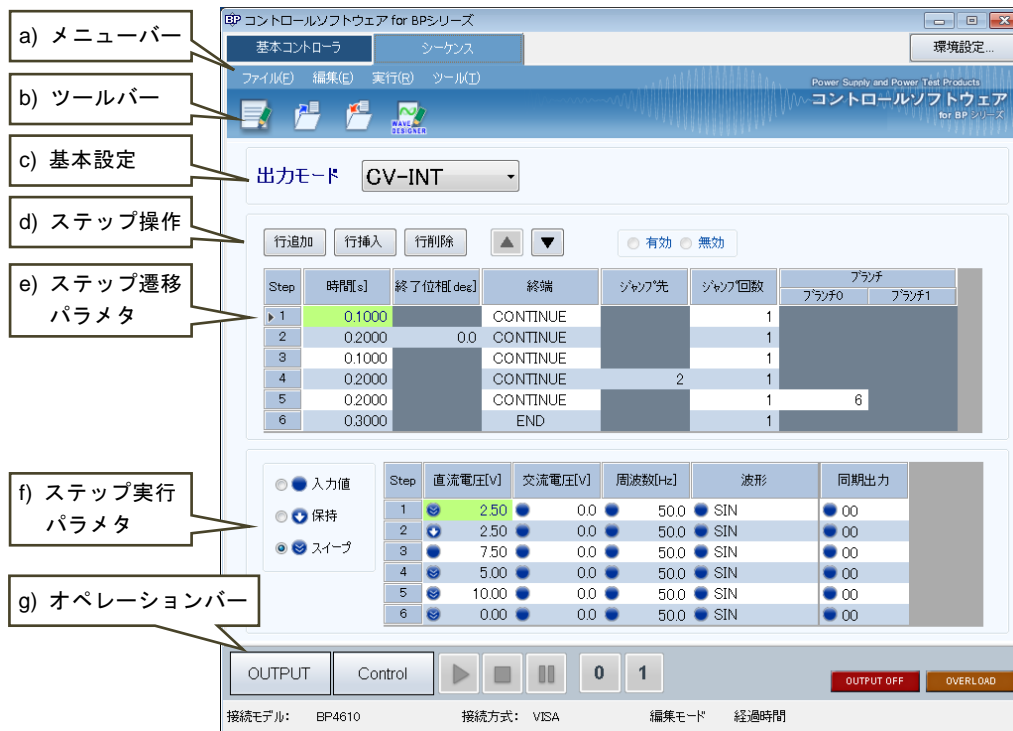 a) メニューバー
b) ツールバー
c) 基本設定
d) ステップ操作
e) ステップ遷移
パラメタ
f) ステップ実行
パラメタ
g) オペレーションバー
BP コントロールソフトウェア for BPシリーズ
基本コントローラ シーケンス 環境設定...
ファイル(F) 編集(E) 実行(R) ツール(T)
Power Supply and Power Test Products
コントロールソフトウェア
for BP シリーズ
WAVE DESIGNER
出力モード CV-INT
行追加 行挿入 行削除 ▲ ▼ 有効 無効
Step 時間[s] 終了位相[deg] 終端 ジャンプ先 ジャンプ回数 ブランチ
ブランチ0 ブランチ1
1 0.1000 CONTINUE 1
2 0.2000 0.0 CONTINUE 1
3 0.1000 CONTINUE 1
4 0.2000 CONTINUE 2 1
5 0.2000 CONTINUE 1 6
6 0.3000 END 1
入力値
保持
スイープ
Step 直流電圧[V] 交流電圧[V] 周波数[Hz] 波形 同期出力
1 2.50 0.0 50.0 SIN 00
2 2.50 0.0 50.0 SIN 00
3 7.50 0.0 50.0 SIN 00
4 5.00 0.0 50.0 SIN 00
5 10.00 0.0 50.0 SIN 00
6 0.00 0.0 50.0 SIN 00
OUTPUT Control 0 1 OUTPUT OFF OVERLOAD
接続モデル: BP4610 接続方式: VISA 編集モード 経過時間